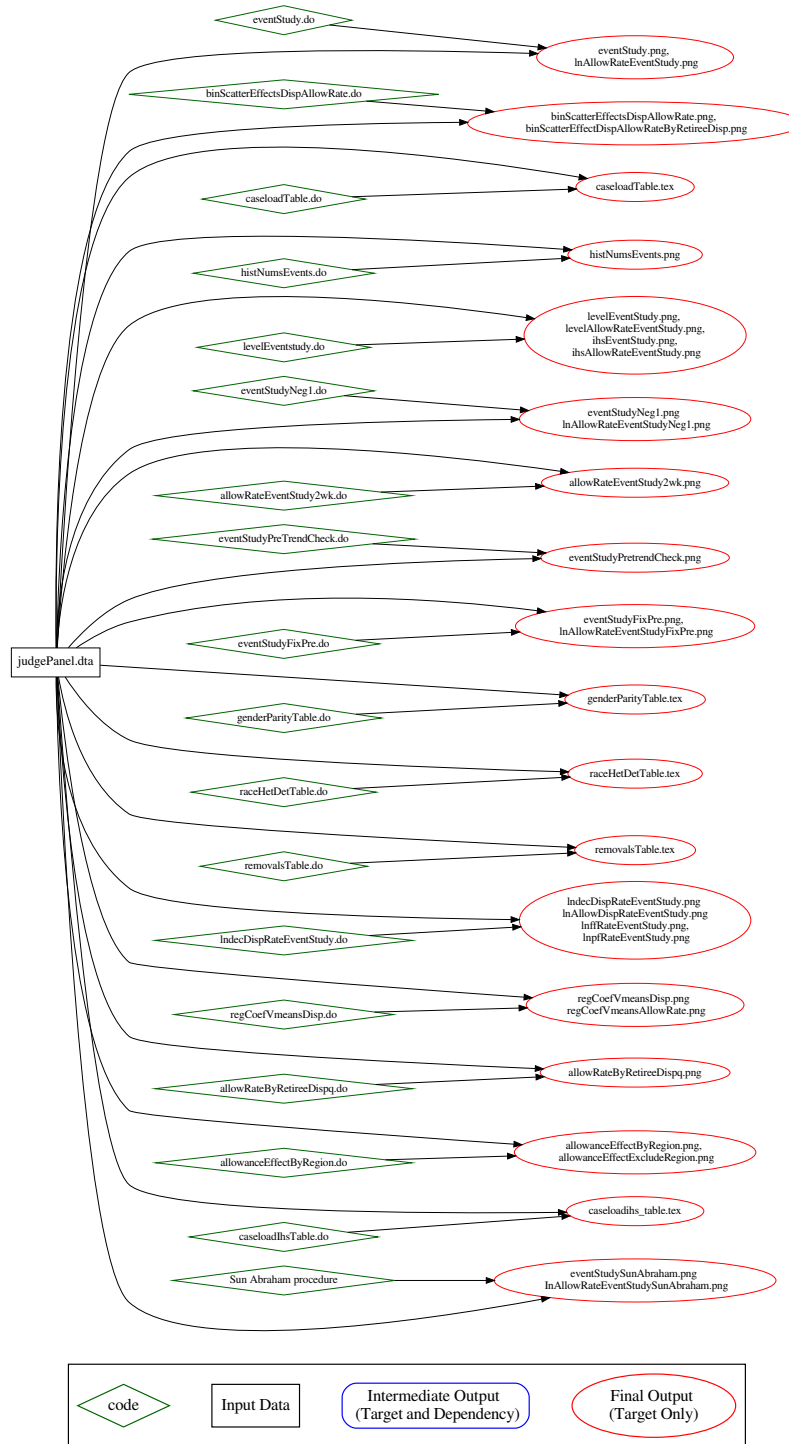 eventStudy.do
eventStudy.png,
lnAllowRateEventStudy.png
binScatterEffectsDispAllowRate.do
binScatterEffectsDispAllowRate.png,
binScatterEffectDispAllowRateByRetireeDisp.png
caseloadTable.tex
caseloadTable.do
histNumsEvents.png
histNumsEvents.do
levelEventStudy.png,
levelAllowRateEventStudy.png,
ihsEventStudy.png,
ihsAllowRateEventStudy.png
levelEventstudy.do
eventStudyNeg1.do
eventStudyNeg1.png
lnAllowRateEventStudyNeg1.png
allowRateEventStudy2wk.png
allowRateEventStudy2wk.do
eventStudyPreTrendCheck.do
eventStudyPretrendCheck.png
eventStudyFixPre.png,
lnAllowRateEventStudyFixPre.png
eventStudyFixPre.do
judgePanel.dta
genderParityTable.tex
genderParityTable.do
raceHetDetTable.tex
raceHetDetTable.do
removalsTable.tex
removalsTable.do
lndecDispRateEventStudy.png
lnAllowDispRateEventStudy.png
lnffRateEventStudy.png,
lnpfRateEventStudy.png
lndecDispRateEventStudy.do
regCoefVmeansDisp.png
regCoefVmeansAllowRate.png
regCoefVmeansDisp.do
allowRateByRetireeDispq.png
allowRateByRetireeDispq.do
allowanceEffectByRegion.png,
allowanceEffectExcludeRegion.png
allowanceEffectByRegion.do
caseloadihs_table.tex
caseloadIhsTable.do
Sun Abraham procedure
eventStudySunAbraham.png
InAllowRateEventStudySunAbraham.png
code
Input Data
Intermediate Output
(Target and Dependency)
Final Output
(Target Only)